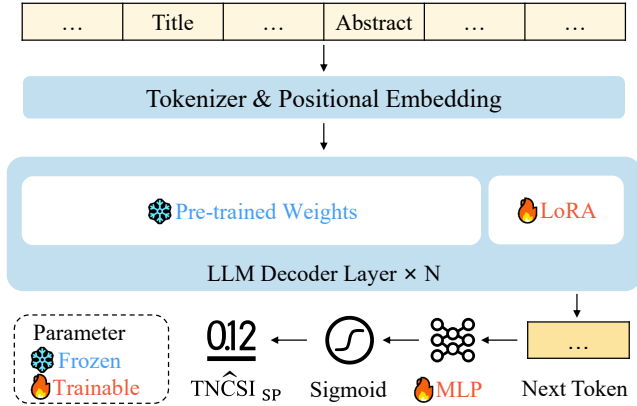 … Title … Abstract … …
Tokenizer & Positional Embedding
Pre-trained Weights LoRA
LLM Decoder Layer × N
Parameter
Frozen
Trainable
0.12
TNĈSI SP
Sigmoid
MLP
…
Next Token